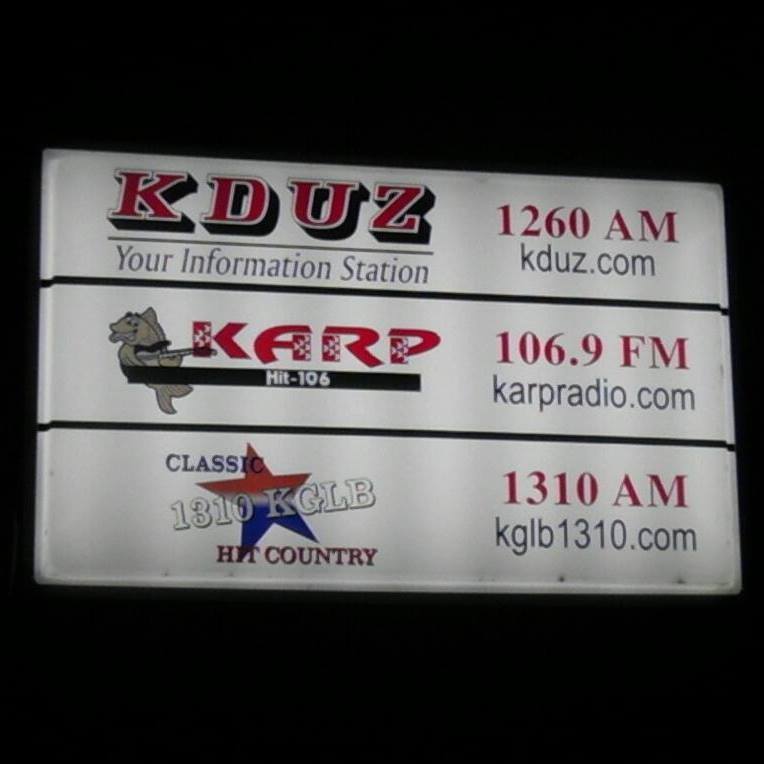 KDUZ
Your Information Station
1260 AM
kduz.com
KARP
Hit-106
106.9 FM
karpradio.com
CLASSIC
1310 KGLB
HIT COUNTRY
1310 AM
kglb1310.com